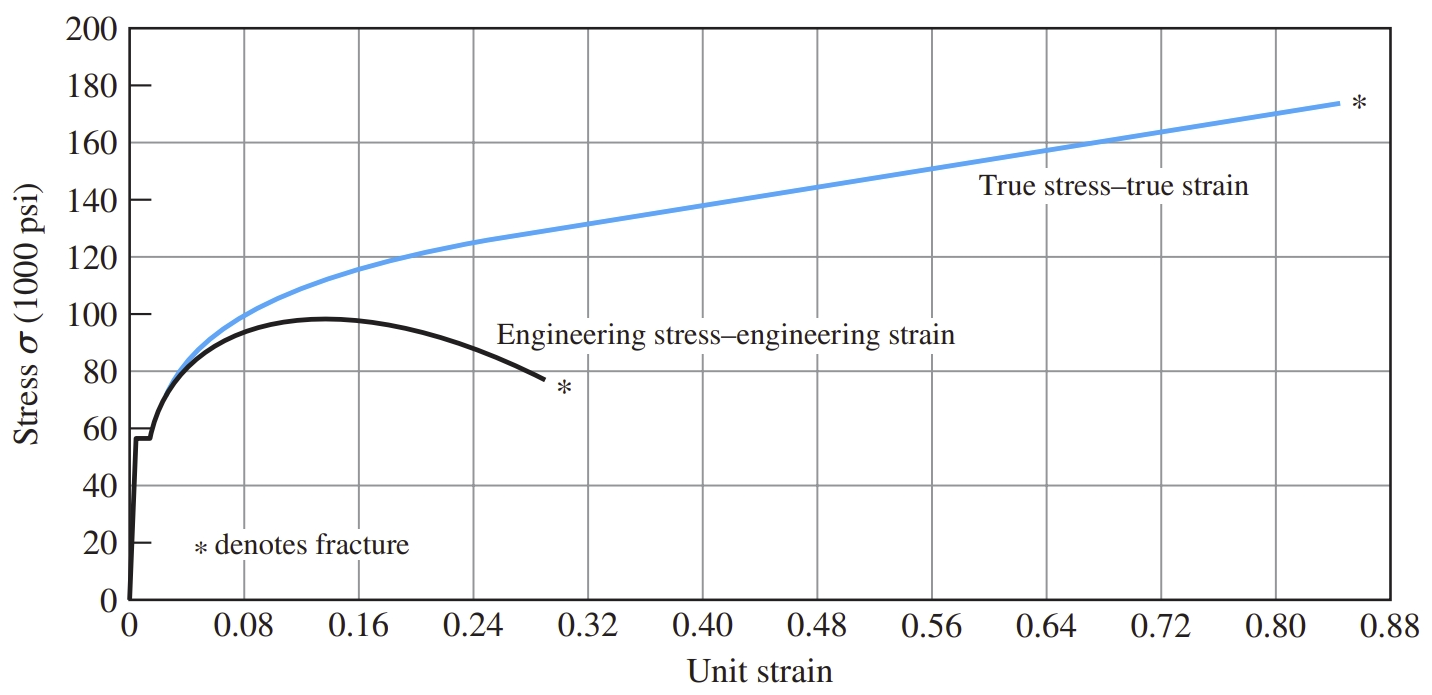 200
180
160
140
120
100
80
60
40
20
0
Stress σ (1000 psi)
*
True stress–true strain
Engineering stress–engineering strain
*
* denotes fracture
0 0.08 0.16 0.24 0.32 0.40 0.48 0.56 0.64 0.72 0.80 0.88
Unit strain